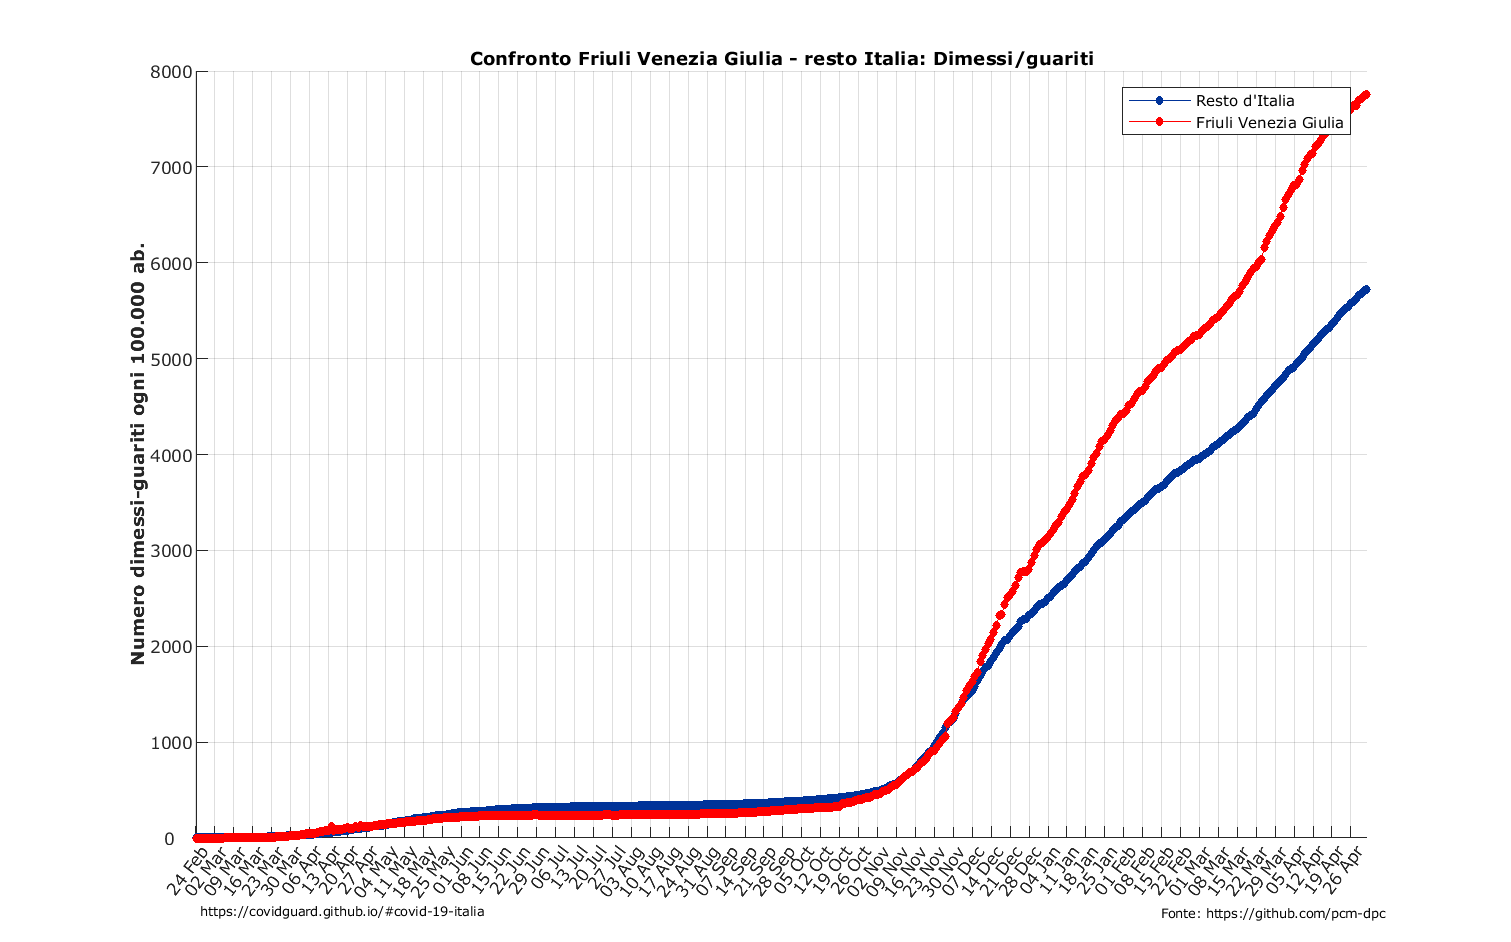 Confronto Friuli Venezia Giulia - resto Italia: Dimessi/guariti
Resto d'Italia
Friuli Venezia Giulia
Numero dimessi-guariti ogni 100.000 ab.
8000
7000
6000
5000
4000
3000
2000
1000
0
24 Feb
02 Mar
09 Mar
16 Mar
23 Mar
30 Mar
06 Apr
13 Apr
20 Apr
27 Apr
04 May
11 May
18 May
25 May
01 Jun
08 Jun
15 Jun
22 Jun
29 Jun
06 Jul
13 Jul
20 Jul
27 Jul
03 Aug
10 Aug
17 Aug
24 Aug
31 Aug
07 Sep
14 Sep
21 Sep
28 Sep
05 Oct
12 Oct
19 Oct
26 Oct
02 Nov
09 Nov
16 Nov
23 Nov
30 Nov
07 Dec
14 Dec
21 Dec
28 Dec
04 Jan
11 Jan
18 Jan
25 Jan
01 Feb
08 Feb
15 Feb
22 Feb
01 Mar
08 Mar
15 Mar
22 Mar
29 Mar
05 Apr
12 Apr
19 Apr
26 Apr
https://covidguard.github.io/#covid-19-italia
Fonte: https://github.com/pcm-dpc